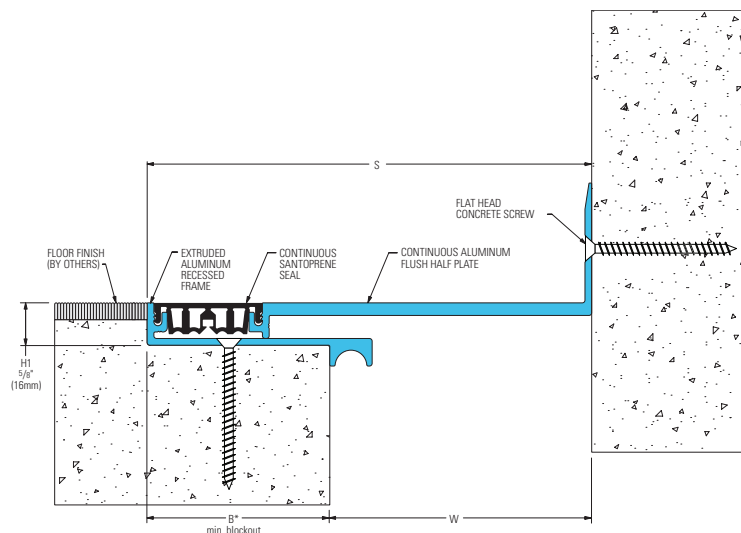 S
FLAT HEAD
CONCRETE SCREW
FLOOR FINISH
(BY OTHERS)
EXTRUDED
ALUMINUM
RECESSED
FRAME
CONTINUOUS
SANTOPRENE
SEAL
CONTINUOUS ALUMINUM
FLUSH HALF PLATE
H1
5/8"
(16mm)
B*
min. blockout
W